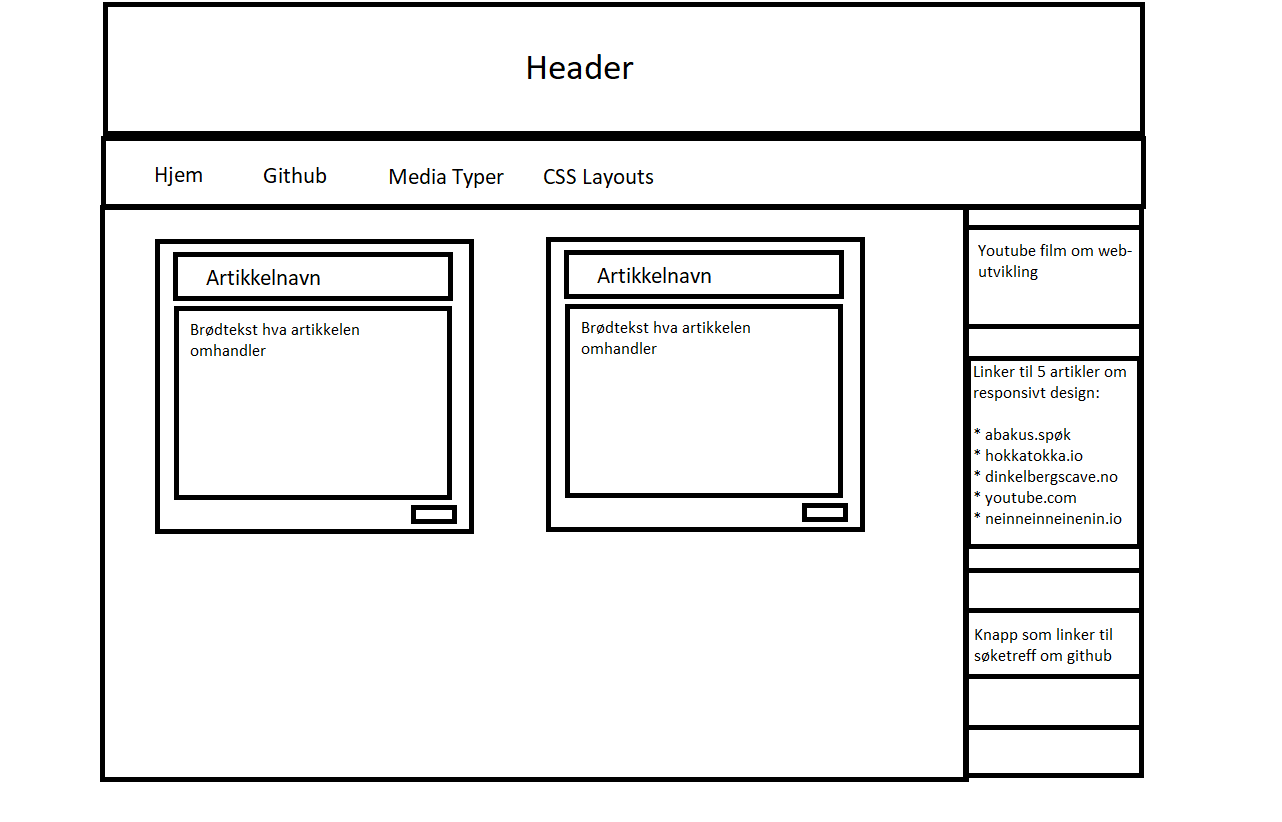 Header
Hjem Github Media Typer CSS Layouts
Artikkelnavn
Brødtekst hva artikkelen
omhandler
Artikkelnavn
Brødtekst hva artikkelen
omhandler
Youtube film om web-
utvikling
Linker til 5 artikler om
responsivt design:
* abakus.spøk
* hokkatokka.io
* dinkelbergscave.no
* youtube.com
* neinneinneinenin.io
Knapp som linker til
søketreff om github